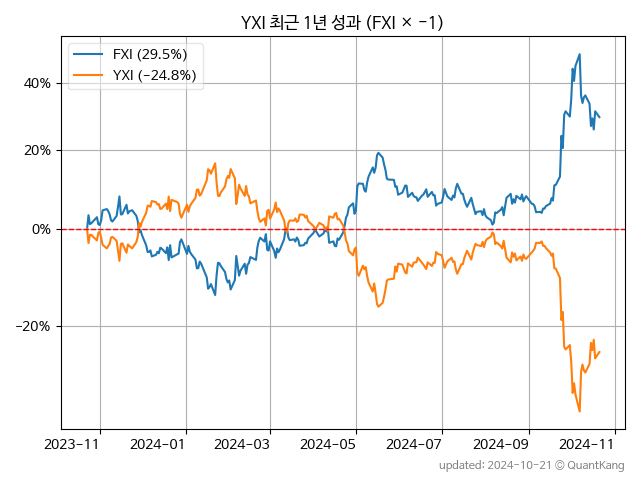 YXI 최근 1년 성과 (FXI × −1)
FXI (29.5%)
YXI (−24.8%)
40%
20%
0%
−20%
2023-11 2024-01 2024-03 2024-05 2024-07 2024-09 2024-11
updated: 2024-10-21 © QuantKang